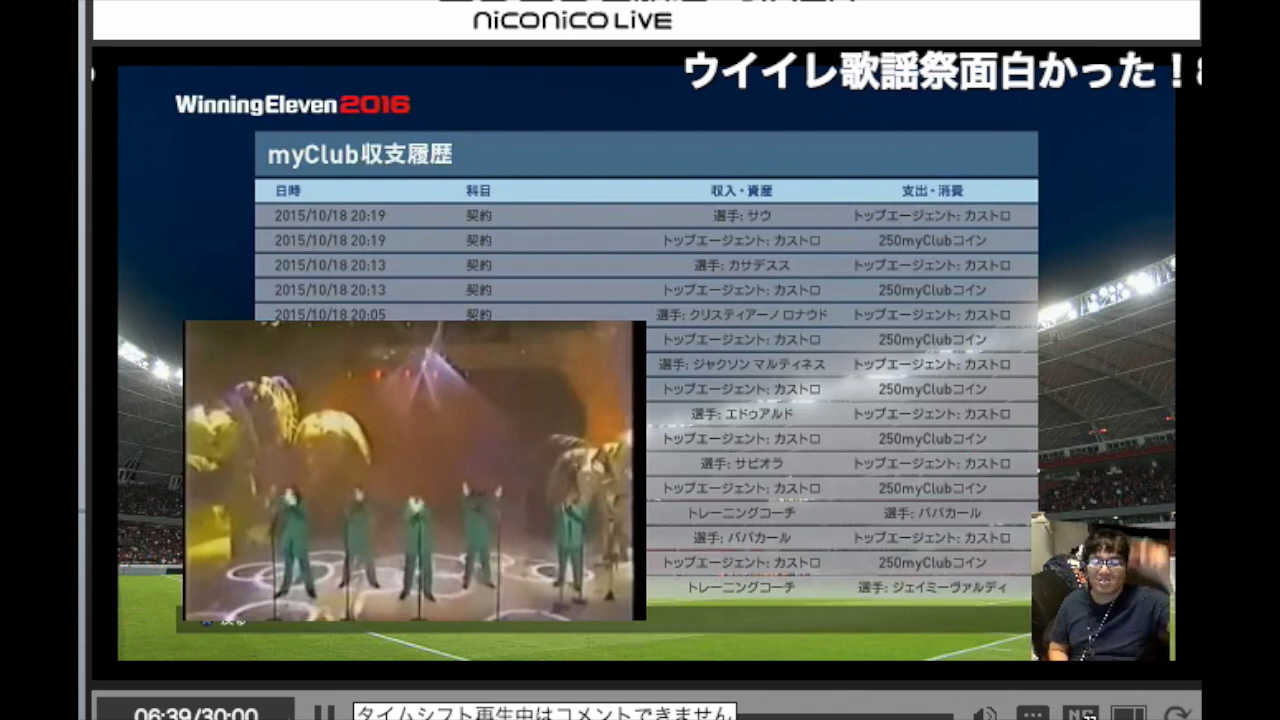 niconico LiVE
ウイイレ歌謡祭面白かった！8
WinningEleven 2016
myClub収支履歴
日時 科目 収入・資産 支出・消費
2015/10/18 20:19 契約 選手: サウ トップエージェント: カストロ
2015/10/18 20:19 契約 トップエージェント: カストロ 250myClubコイン
2015/10/18 20:13 契約 選手: カサデスス トップエージェント: カストロ
2015/10/18 20:13 契約 トップエージェント: カストロ 250myClubコイン
2015/10/18 20:05 契約 選手: クリスティアーノ ロナウド トップエージェント: カストロ
トップエージェント: カストロ 250myClubコイン
選手: ジャクソン マルティネス トップエージェント: カストロ
トップエージェント: カストロ 250myClubコイン
選手: エドゥアルド トップエージェント: カストロ
トップエージェント: カストロ 250myClubコイン
選手: サビオラ トップエージェント: カストロ
トップエージェント: カストロ 250myClubコイン
トレーニングコーチ 選手: ババカール
選手: ババカール トップエージェント: カストロ
トップエージェント: カストロ 250myClubコイン
トレーニングコーチ 選手: ジェイミーヴァルディ
06:39/30:00 タイムシフト再生中はコメントできません